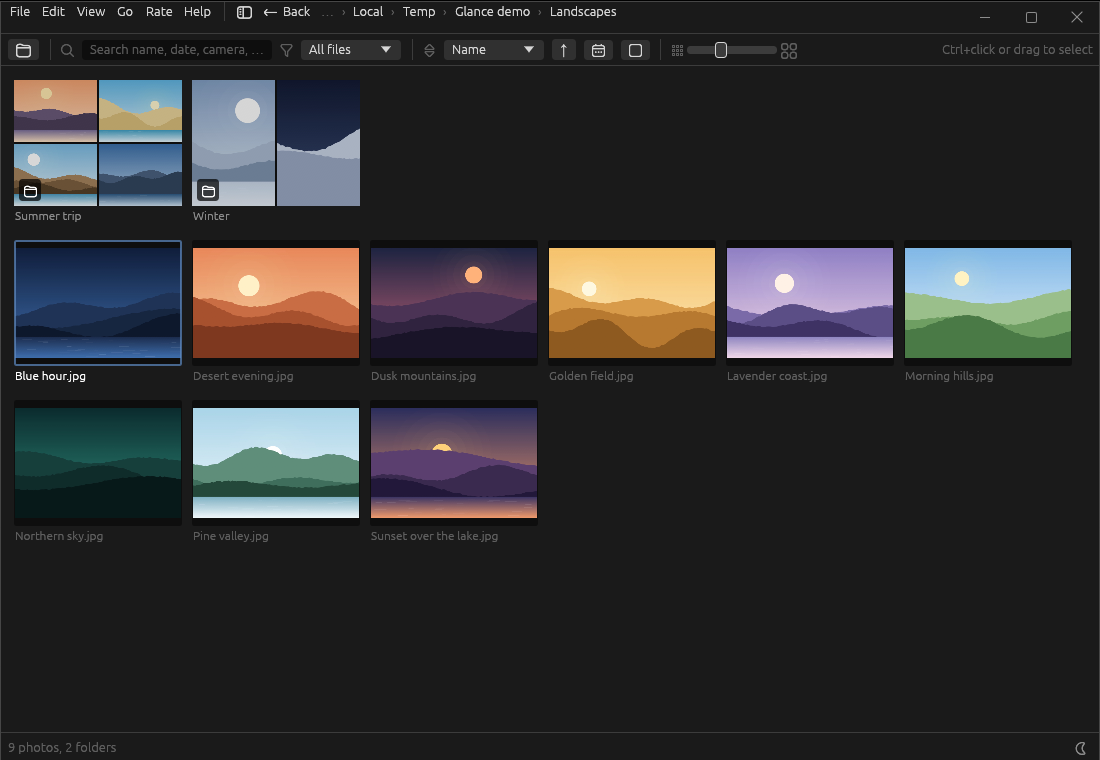 File Edit View Go Rate Help ← Back ... › Local › Temp › Glance demo › Landscapes
Search name, date, camera, ... All files Name ↑ Ctrl+click or drag to select
Summer trip Winter
Blue hour.jpg Desert evening.jpg Dusk mountains.jpg Golden field.jpg Lavender coast.jpg Morning hills.jpg
Northern sky.jpg Pine valley.jpg Sunset over the lake.jpg
9 photos, 2 folders